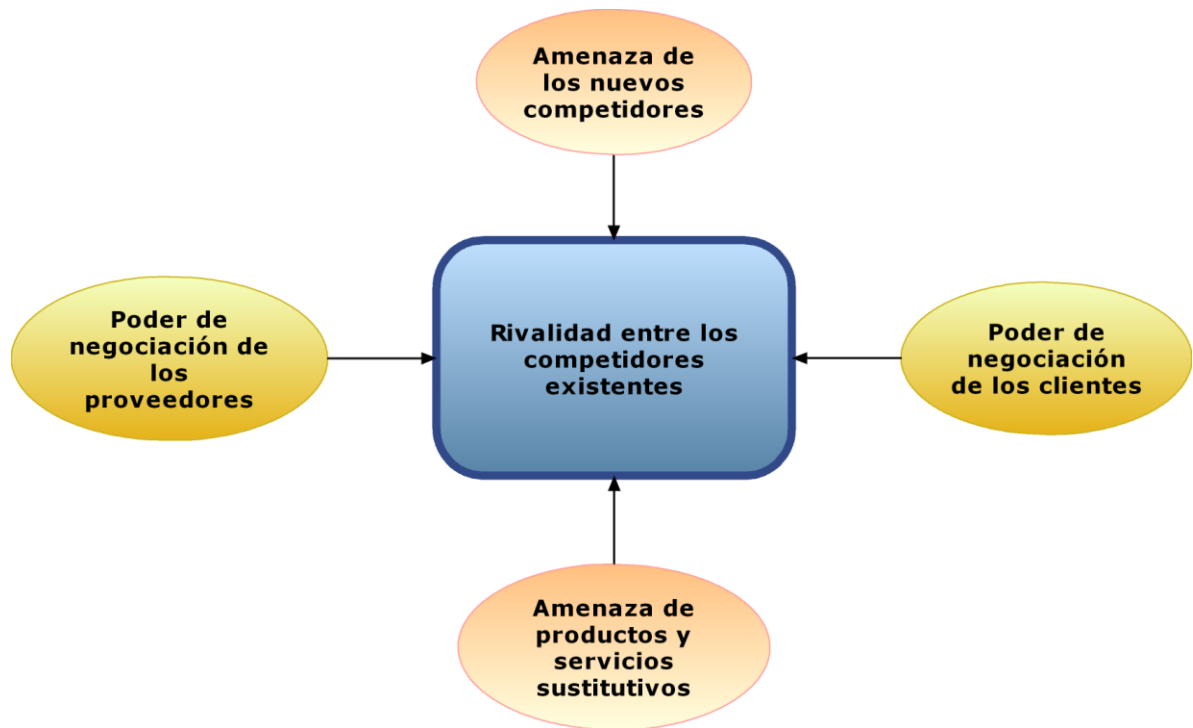 Amenaza de
los nuevos
competidores
Poder de
negociación de
los
proveedores
Rivalidad entre los
competidores
existentes
Poder de
negociación
de los clientes
Amenaza de
productos y
servicios
sustitutivos